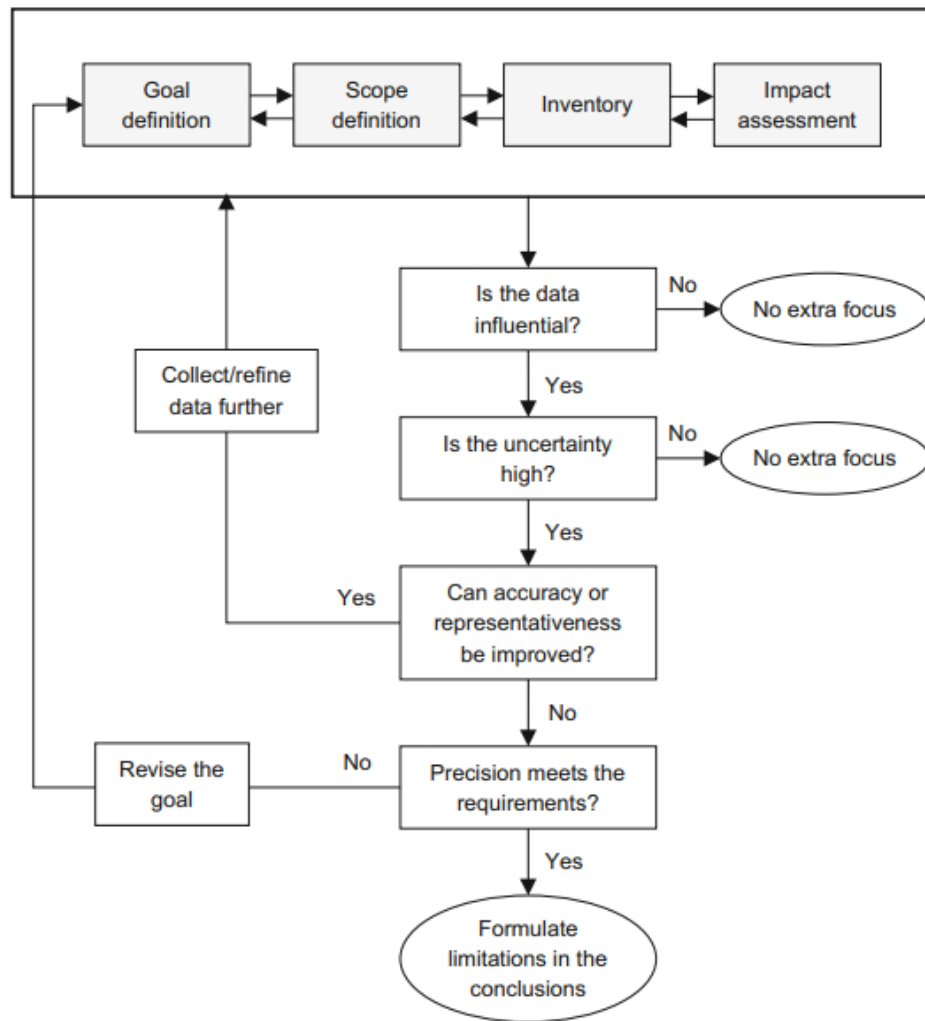 Goal
definition
Scope
definition
Inventory
Impact
assessment
Is the data
influential?
No
No extra focus
Yes
Collect/refine
data further
Is the uncertainty
high?
No
No extra focus
Yes
Can accuracy or
representativeness
be improved?
Yes
No
Revise the
goal
No
Precision meets the
requirements?
Yes
Formulate
limitations in the
conclusions